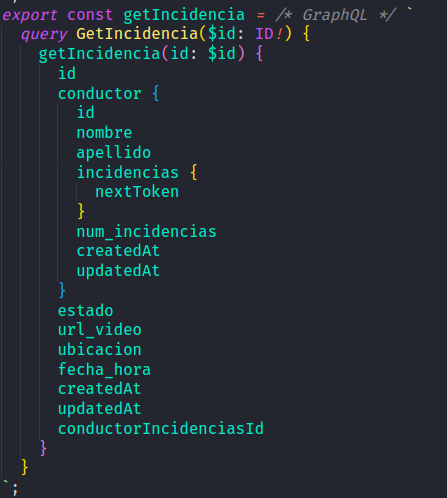 export const getIncidencia = /* GraphQL */ `
query GetIncidencia($id: ID!) {
getIncidencia(id: $id) {
id
conductor {
id
nombre
apellido
incidencias {
nextToken
}
num_incidencias
createdAt
updatedAt
}
estado
url_video
ubicacion
fecha_hora
createdAt
updatedAt
conductorIncidenciasId
}
}
`;